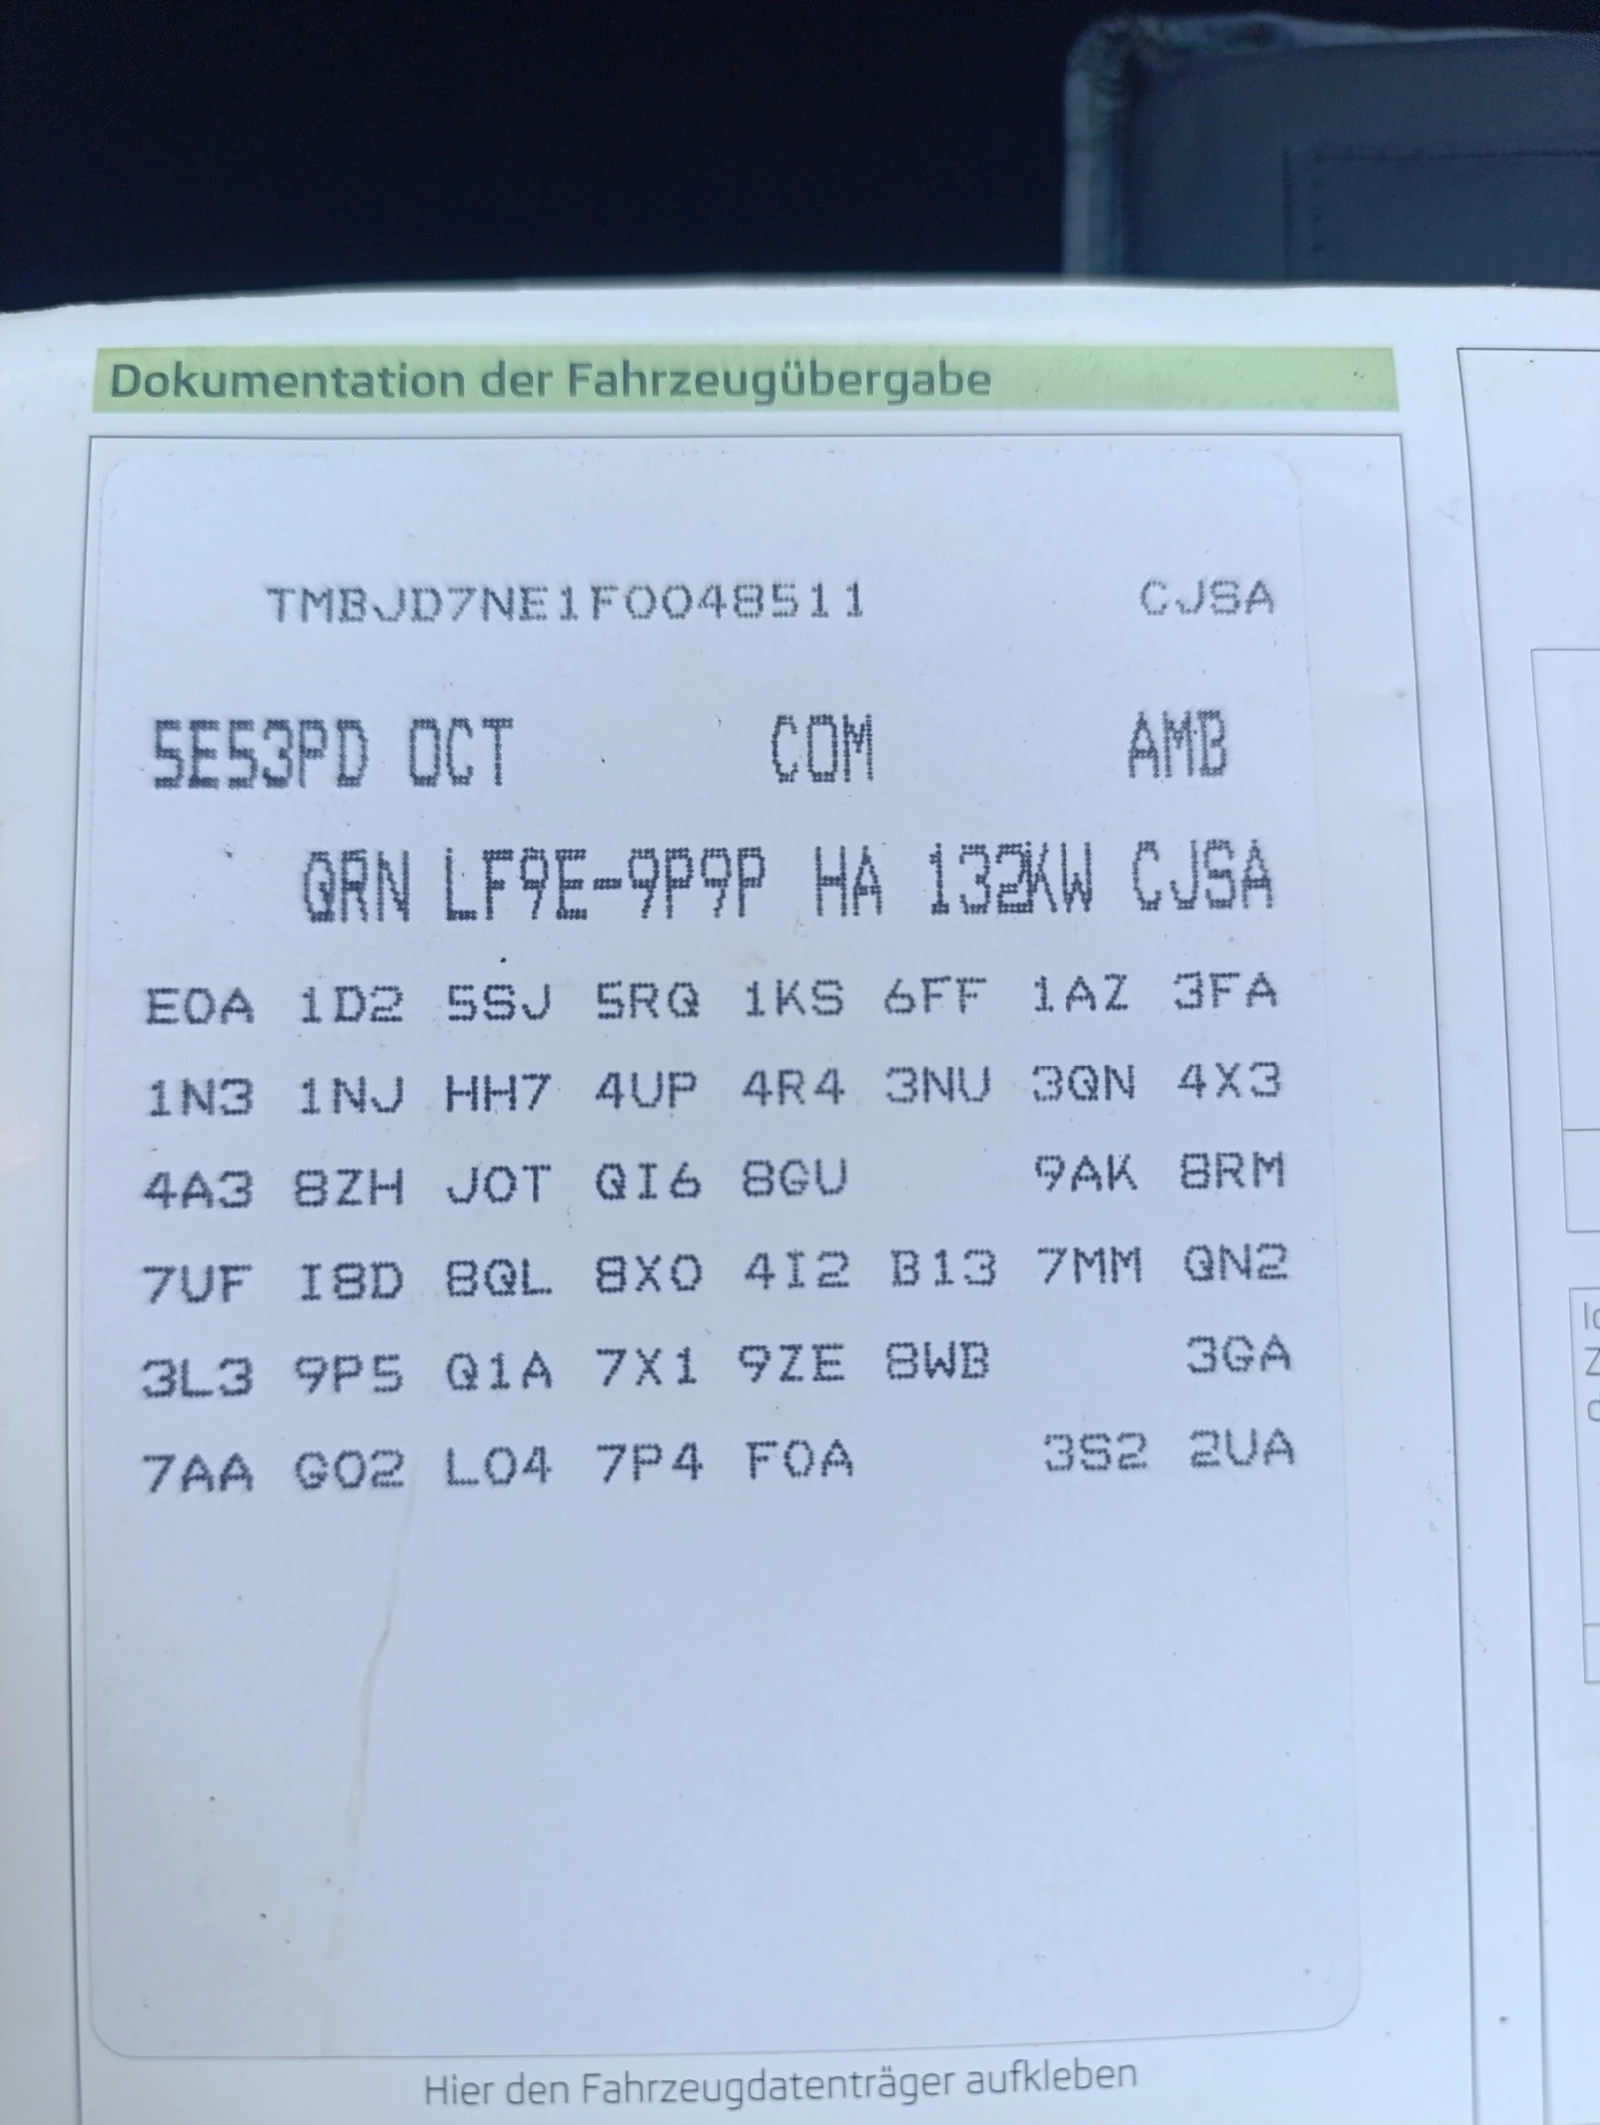 Dokumentation der Fahrzeugübergabe
TMBJD7NE1F0048511 CJSA
5E53PD OCT COM AMB
QRN LF9E-9P9P HA 132KW CJSA
E0A 1D2 5SJ 5RQ 1KS 6FF 1AZ 3FA
1N3 1NJ HH7 4UP 4R4 3NU 3QN 4X3
4A3 8ZH J0T QI6 8GU 9AK 8RM
7UF I8D 8QL 8X0 4I2 B13 7MM QN2
3L3 9P5 Q1A 7X1 9ZE 8WB 3GA
7AA G02 L04 7P4 F0A 3S2 2UA
Hier den Fahrzeugdatenträger aufkleben